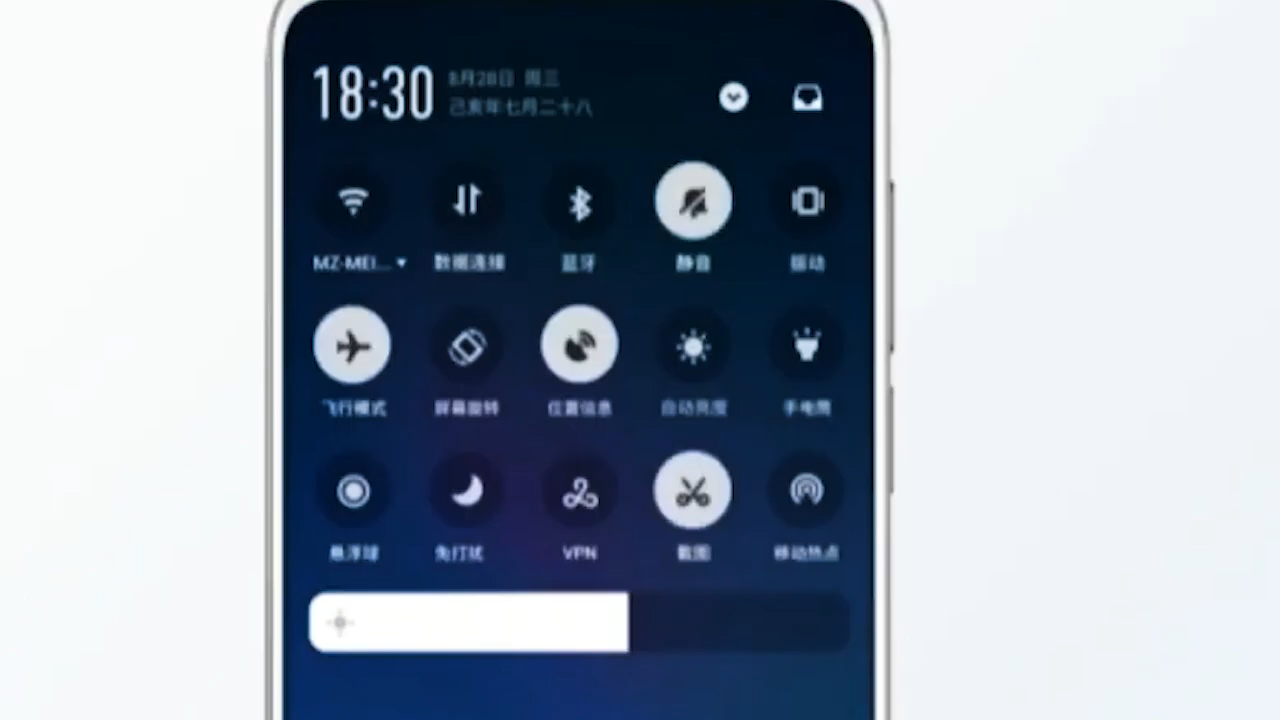 18:30
8月28日 周三
己亥年七月二十八
MZ-MEI...
数据连接
蓝牙
静音
振动
飞行模式
屏幕旋转
位置信息
自动亮度
手电筒
悬浮球
免打扰
VPN
截图
移动热点